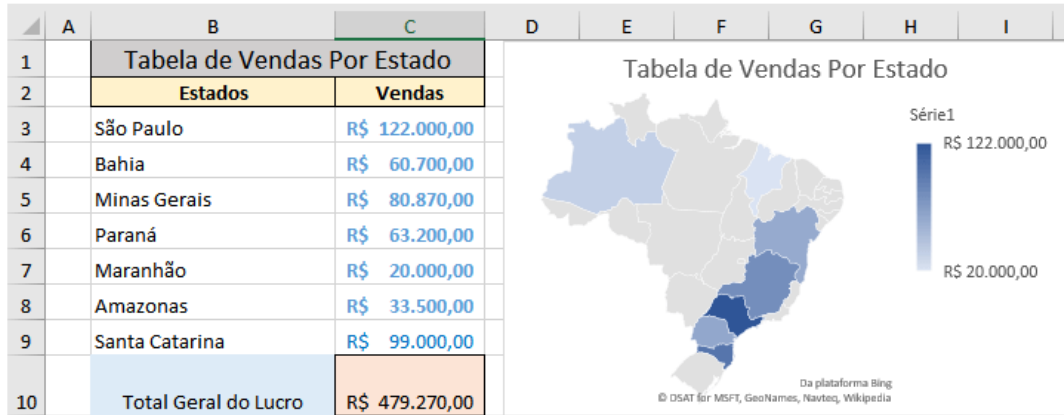 A B C D E F G H I
1 Tabela de Vendas Por Estado
2 Estados Vendas
3 São Paulo R$ 122.000,00
4 Bahia R$ 60.700,00
5 Minas Gerais R$ 80.870,00
6 Paraná R$ 63.200,00
7 Maranhão R$ 20.000,00
8 Amazonas R$ 33.500,00
9 Santa Catarina R$ 99.000,00
10 Total Geral do Lucro R$ 479.270,00
Tabela de Vendas Por Estado
Série1
R$ 122.000,00
R$ 20.000,00
Da plataforma Bing
© DSAT for MSFT, GeoNames, Navteq, Wikipedia